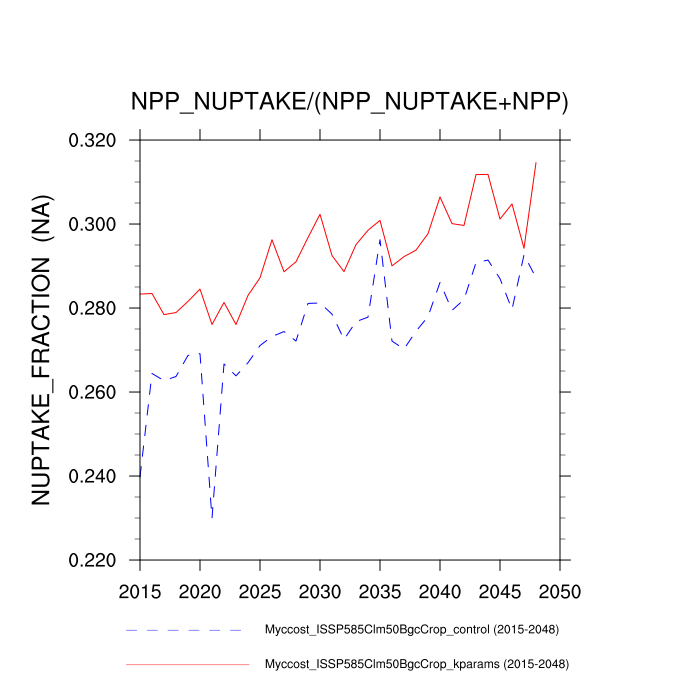 NPP_NUPTAKE/(NPP_NUPTAKE+NPP)
NUPTAKE_FRACTION (NA)
0.320
0.300
0.280
0.260
0.240
0.220
2015 2020 2025 2030 2035 2040 2045 2050
Myccost_ISSP585Clm50BgcCrop_control (2015-2048)
Myccost_ISSP585Clm50BgcCrop_kparams (2015-2048)